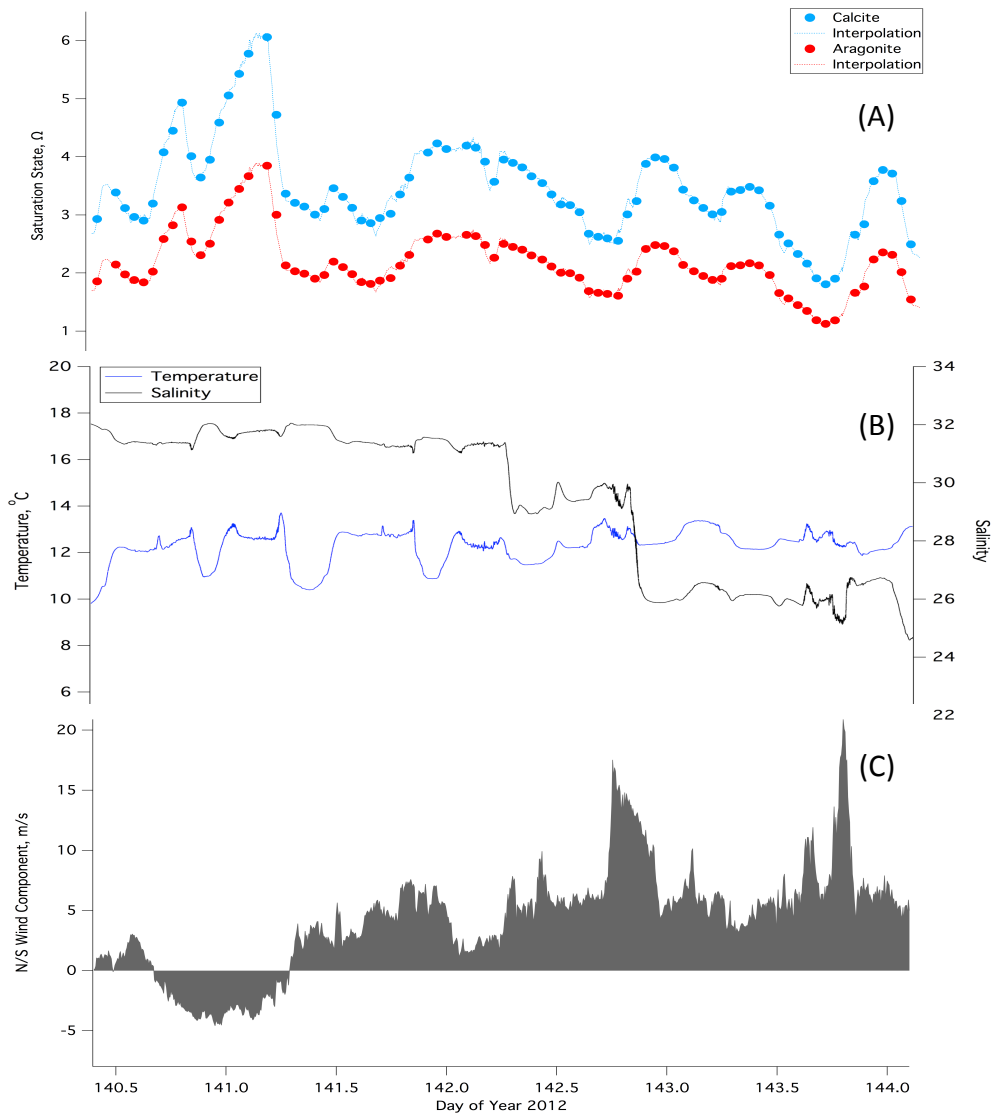 Calcite
Interpolation
Aragonite
Interpolation
(A)
6
5
4
3
2
1
Saturation State, Ω
20
18
16
14
12
10
8
6
Temperature, ⁰C
Temperature
Salinity
(B)
34
32
30
28
26
24
22
Salinity
20
15
10
5
0
-5
N/S Wind Component, m/s
(C)
140.5 141.0 141.5 142.0 142.5 143.0 143.5 144.0
Day of Year 2012